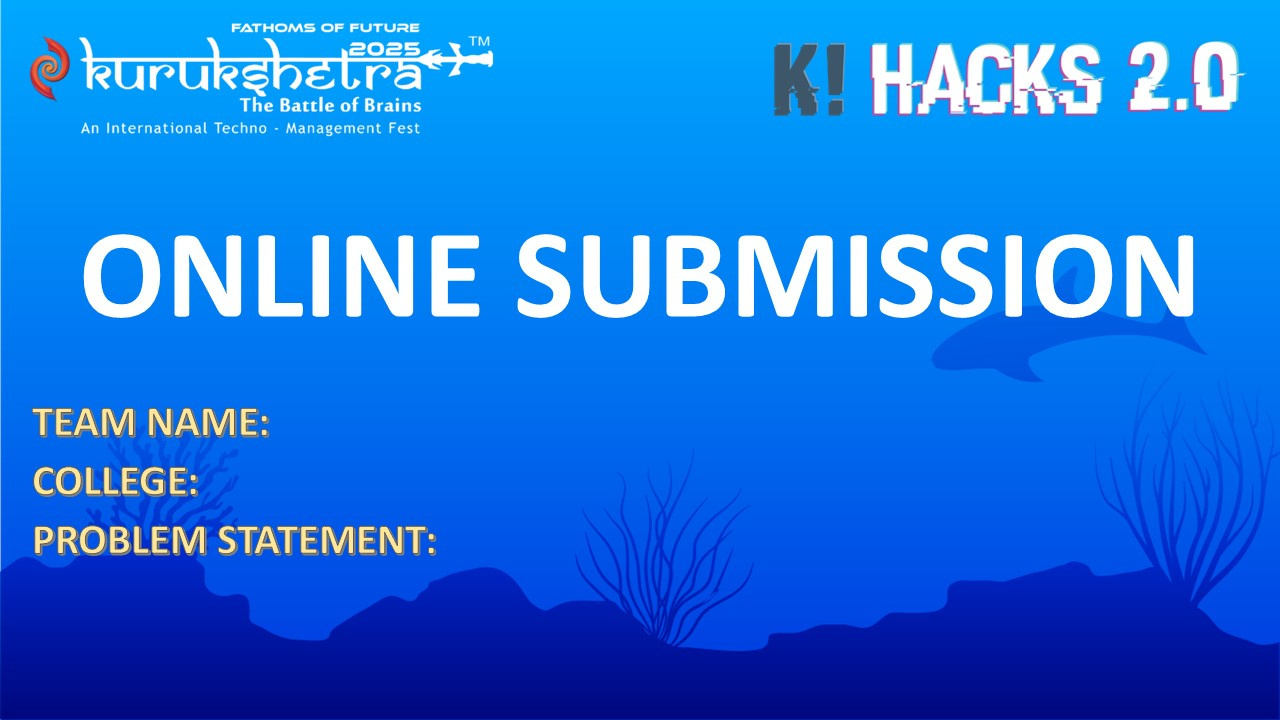 FATHOMS OF FUTURE
2025
kurukshetra TM
The Battle of Brains
An International Techno - Management Fest
K! HACKS 2.0
ONLINE SUBMISSION
TEAM NAME:
COLLEGE:
PROBLEM STATEMENT: